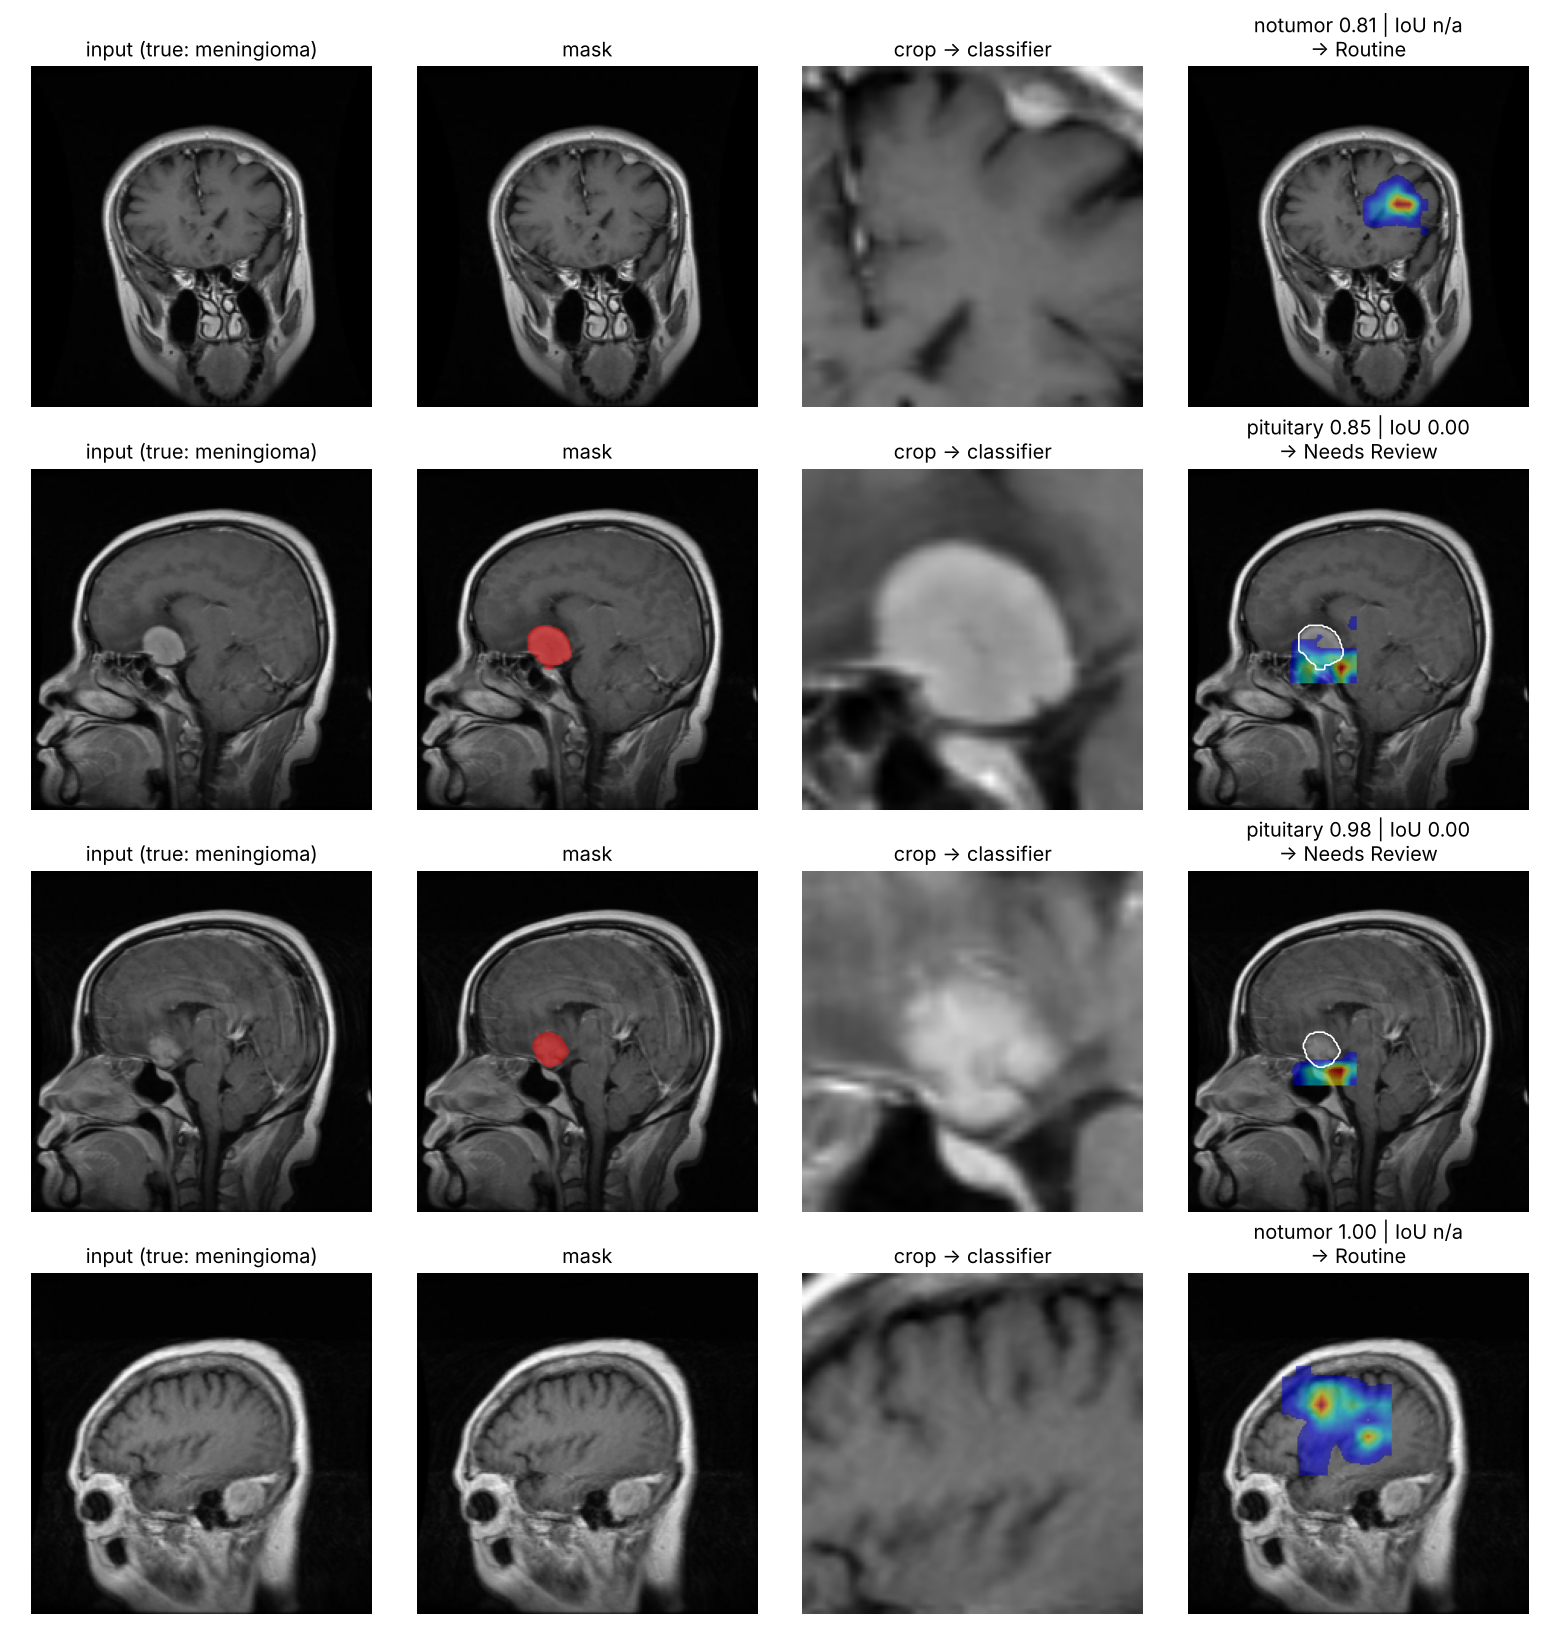 input (true: meningioma)
mask
crop → classifier
notumor 0.81 | IoU n/a
→ Routine
input (true: meningioma)
mask
crop → classifier
pituitary 0.85 | IoU 0.00
→ Needs Review
input (true: meningioma)
mask
crop → classifier
pituitary 0.98 | IoU 0.00
→ Needs Review
input (true: meningioma)
mask
crop → classifier
notumor 1.00 | IoU n/a
→ Routine